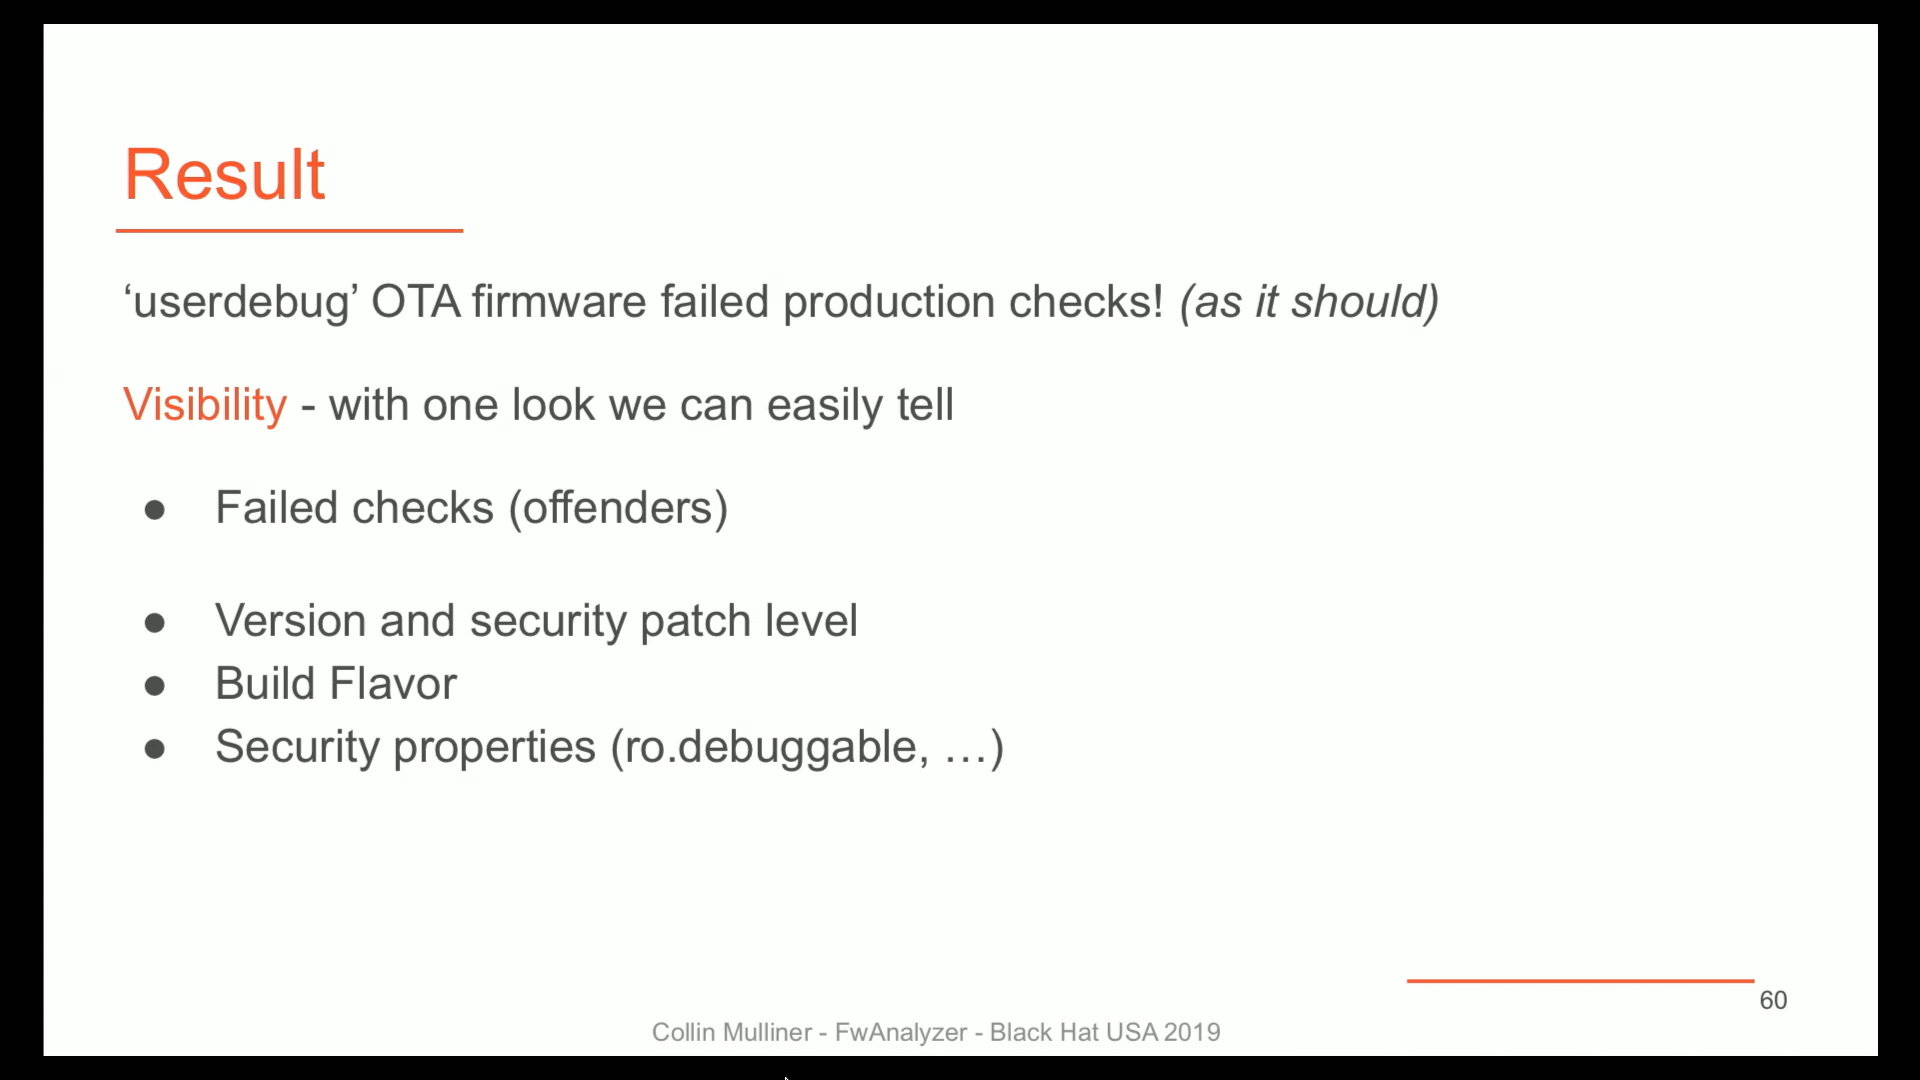 Result
‘userdebug’ OTA firmware failed production checks! (as it should)
Visibility - with one look we can easily tell
● Failed checks (offenders)
● Version and security patch level
● Build Flavor
● Security properties (ro.debuggable, …)
60
Collin Mulliner - FwAnalyzer - Black Hat USA 2019